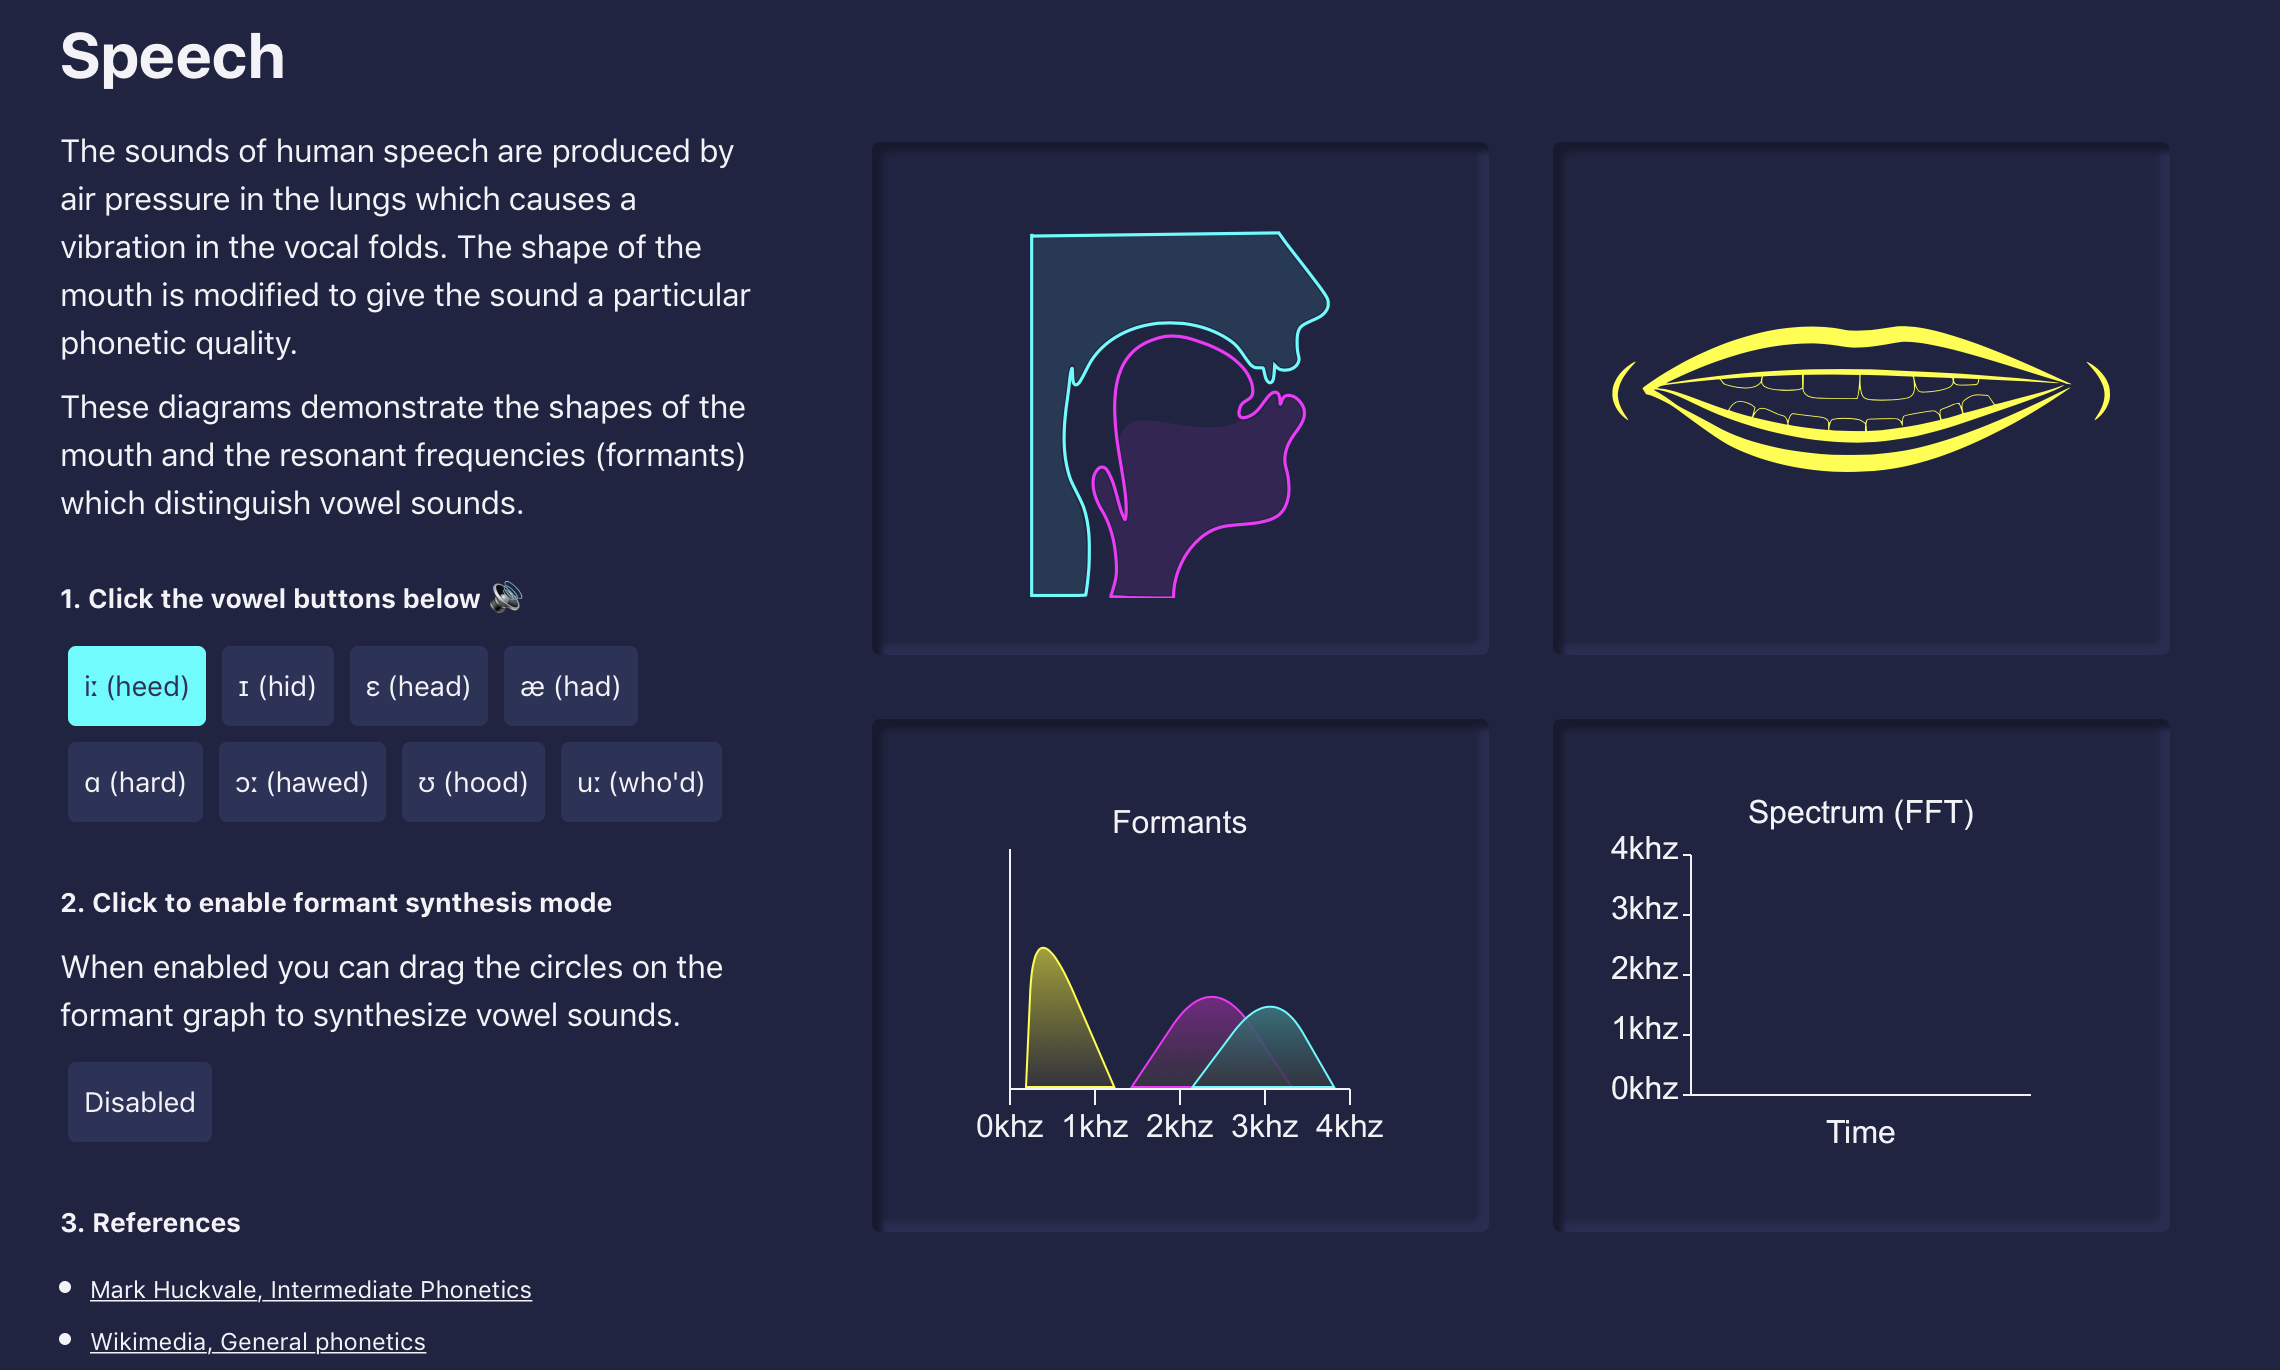 Speech
The sounds of human speech are produced by
air pressure in the lungs which causes a
vibration in the vocal folds. The shape of the
mouth is modified to give the sound a particular
phonetic quality.
These diagrams demonstrate the shapes of the
mouth and the resonant frequencies (formants)
which distinguish vowel sounds.
1. Click the vowel buttons below 🔊
iː (heed) ɪ (hid) ɛ (head) æ (had)
ɑ (hard) ɔː (hawed) ʊ (hood) uː (who'd)
2. Click to enable formant synthesis mode
When enabled you can drag the circles on the
formant graph to synthesize vowel sounds.
Disabled
3. References
Mark Huckvale, Intermediate Phonetics
Wikimedia, General phonetics
Formants
0khz 1khz 2khz 3khz 4khz
Spectrum (FFT)
4khz
3khz
2khz
1khz
0khz
Time